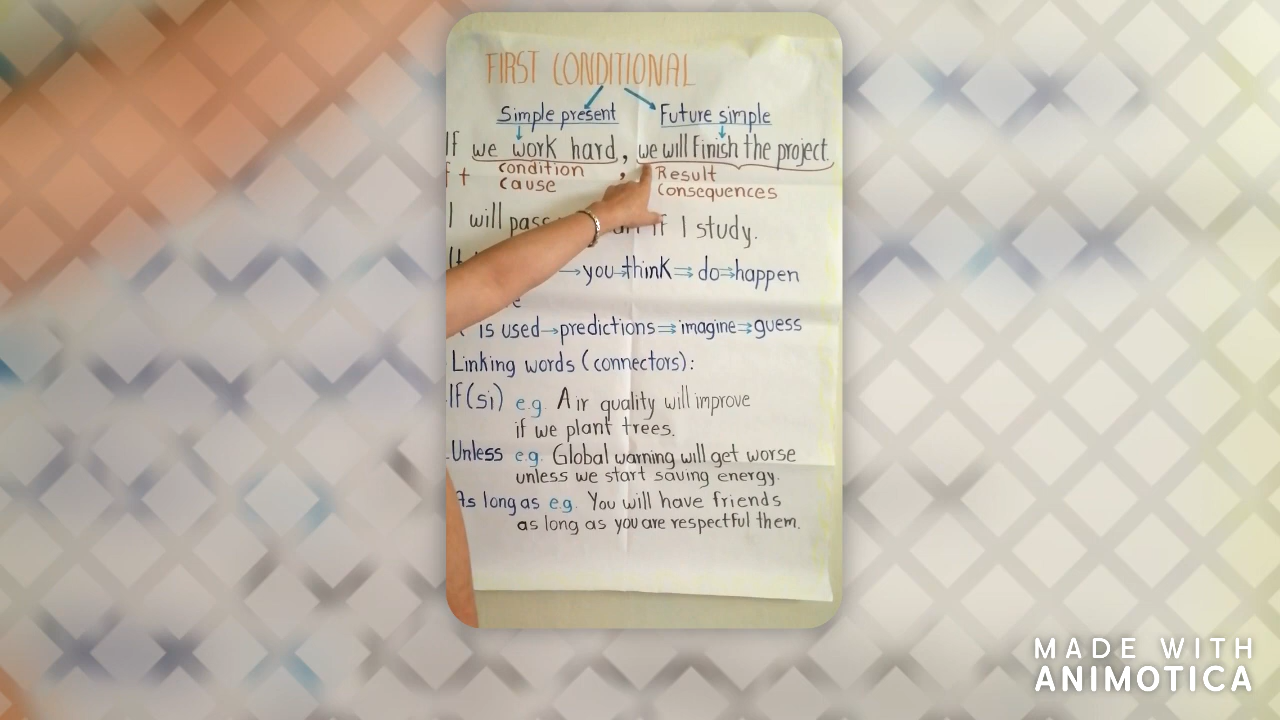 FIRST CONDITIONAL
Simple present Future simple
If we work hard, we will finish the project.
f + condition , Result
cause consequences
I will pass if I study.
→you→think⇒do⇒happen
is used→predictions⇒imagine⇒guess
Linking words (connectors):
If (si) e.g. Air quality will improve
if we plant trees.
.Unless e.g. Global warning will get worse
unless we start saving energy.
As long as e.g. You will have friends
as long as you are respectful them.
MADE WITH
ANIMOTICA